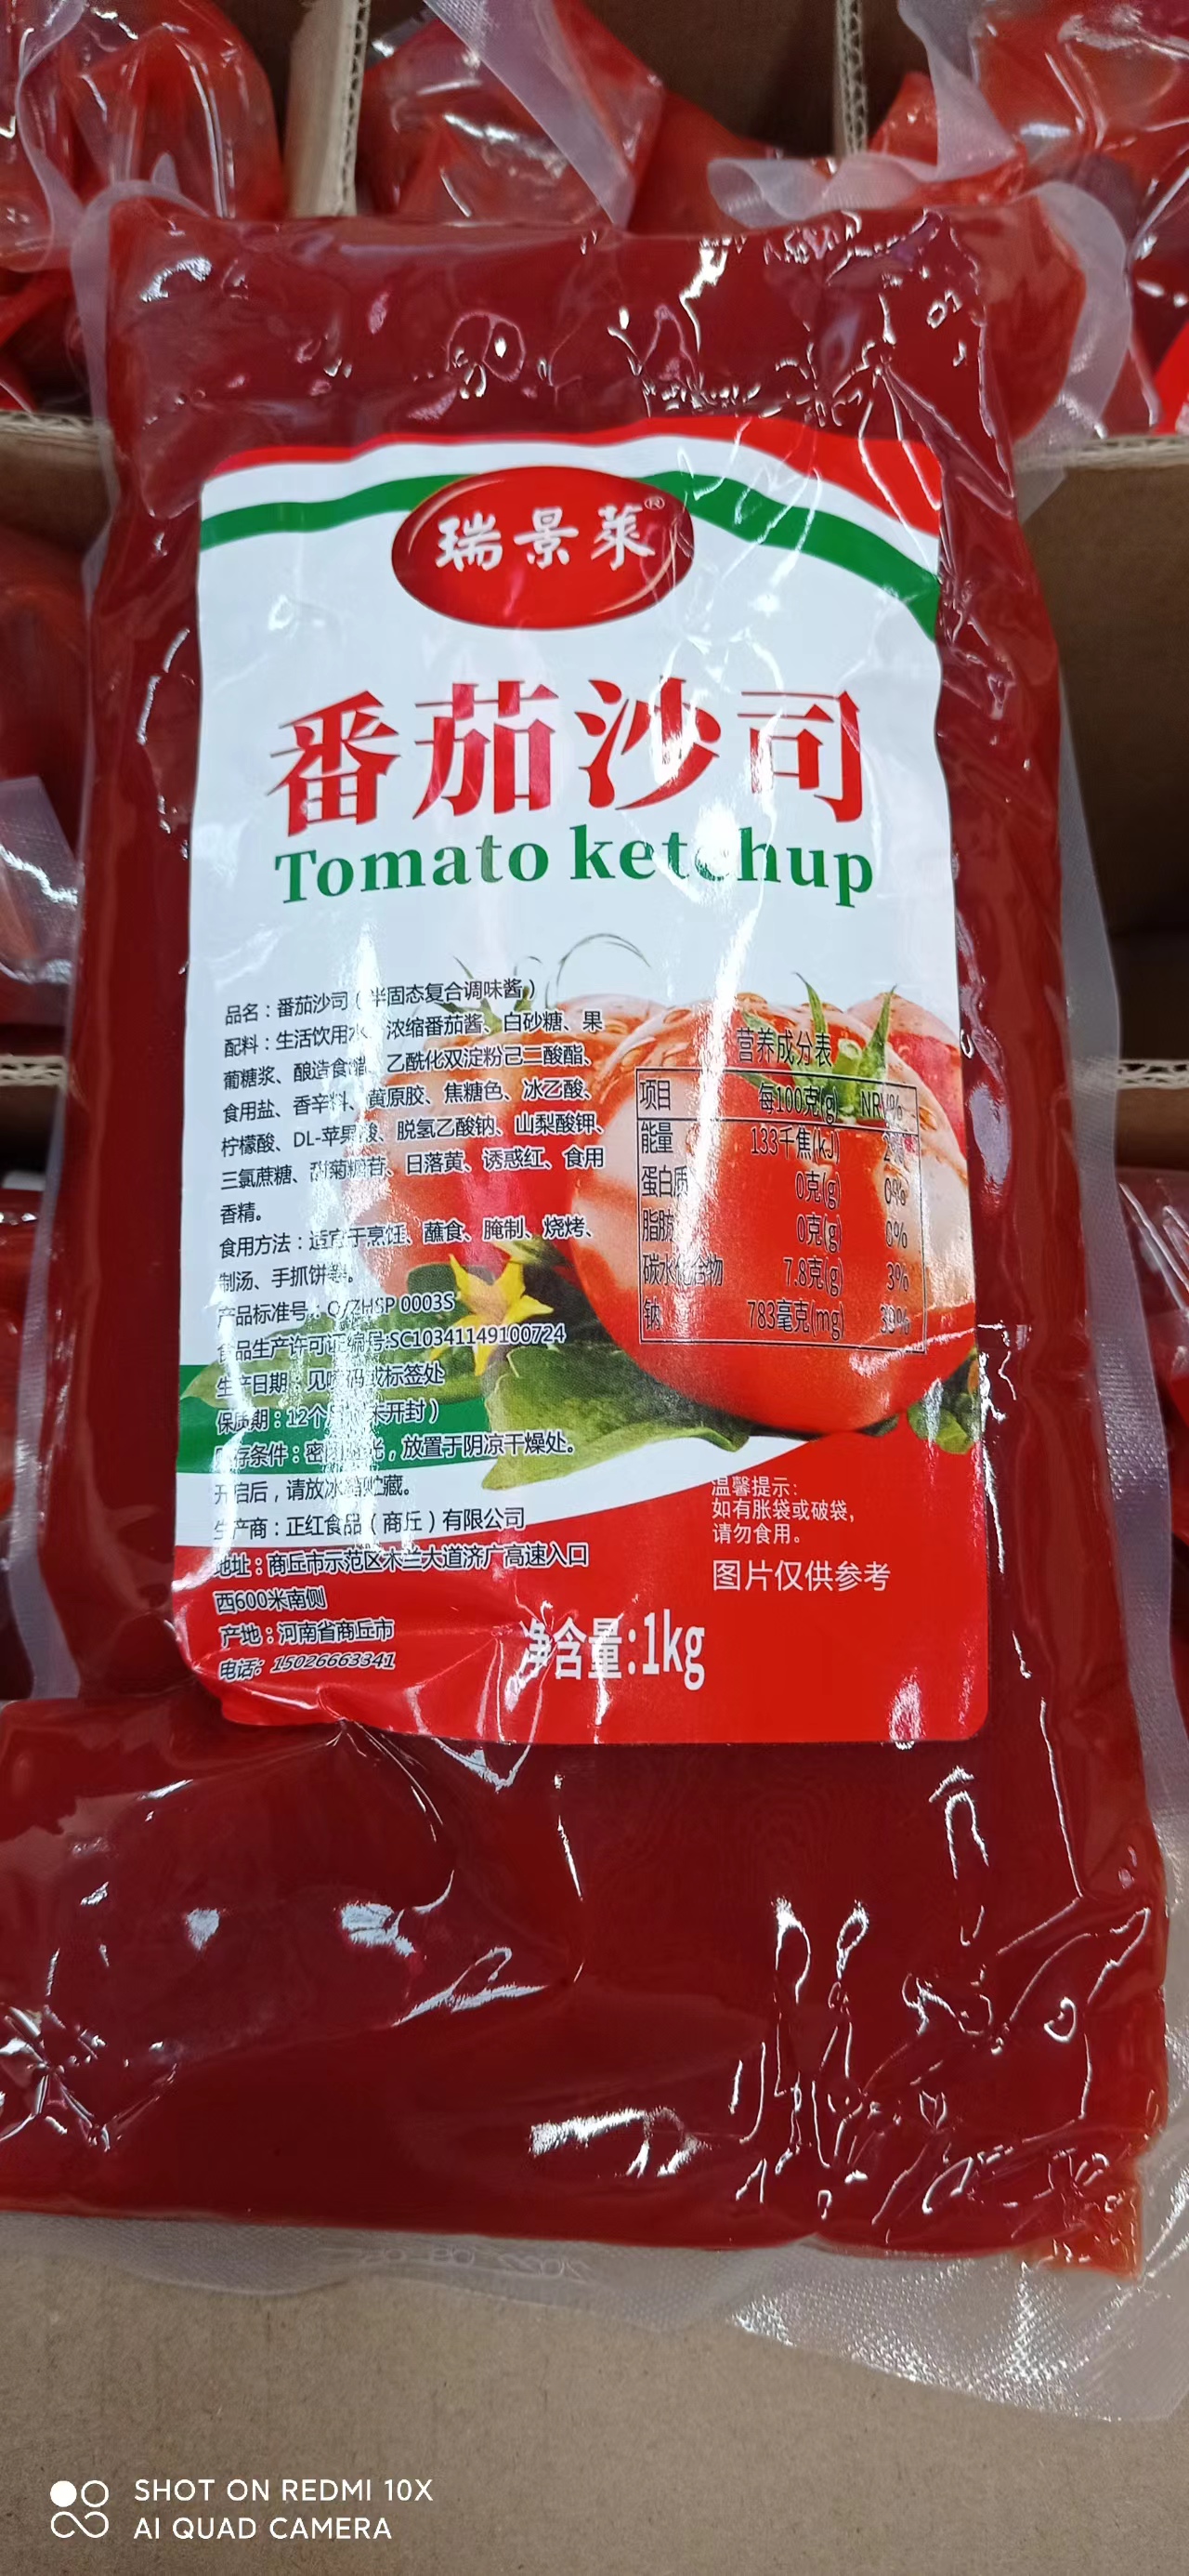 瑞景莱®
番茄沙司
Tomato ketchup
品名：番茄沙司（半固态复合调味酱）
配料：生活饮用水、浓缩番茄酱、白砂糖、果
葡糖浆、酿造食醋、乙酰化双淀粉己二酸酯、
食用盐、香辛料、黄原胶、焦糖色、冰乙酸、
柠檬酸、DL-苹果酸、脱氢乙酸钠、山梨酸钾、
三氯蔗糖、甜菊糖苷、日落黄、诱惑红、食用
香精。
食用方法：适宜于烹饪、蘸食、腌制、烧烤、
制汤、手抓饼等。
产品标准号：Q/ZHSP 0003S
食品生产许可证编号:SC10341149100724
生产日期：见喷码或标签处
保质期：12个月（未开封）
贮存条件：密闭避光，放置于阴凉干燥处。
开启后，请放冰箱贮藏。
生产商：正红食品（商丘）有限公司
地址：商丘市示范区木兰大道济广高速入口
西600米南侧
产地：河南省商丘市
电话：15026663341
营养成分表
项目 每100克(g) NRV%
能量 133千焦(kJ) 2%
蛋白质 0克(g) 0%
脂肪 0克(g) 0%
碳水化合物 7.8克(g) 3%
钠 783毫克(mg) 39%
温馨提示：
如有胀袋或破袋，
请勿食用。
图片仅供参考
净含量:1kg
SHOT ON REDMI 10X
AI QUAD CAMERA